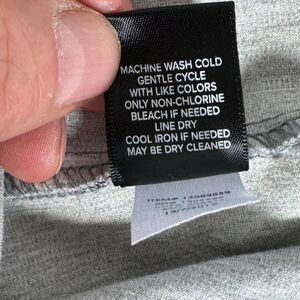 MACHINE WASH COLD
GENTLE CYCLE
WITH LIKE COLORS
ONLY NON-CHLORINE
BLEACH IF NEEDED
LINE DRY
COOL IRON IF NEEDED
MAY BE DRY CLEANED
ITEM#